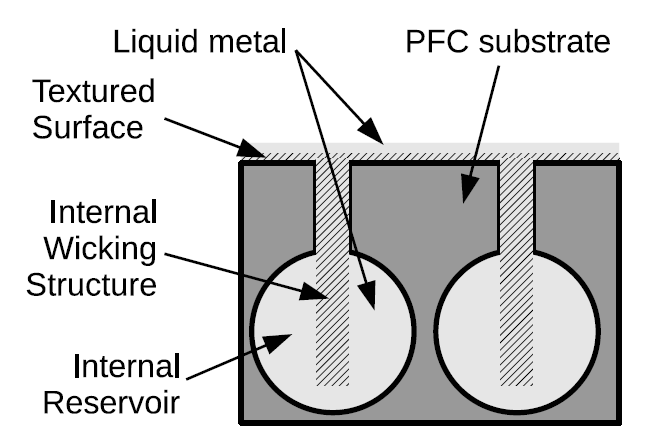 Liquid metal
PFC substrate
Textured
Surface
Internal
Wicking
Structure
Internal
Reservoir